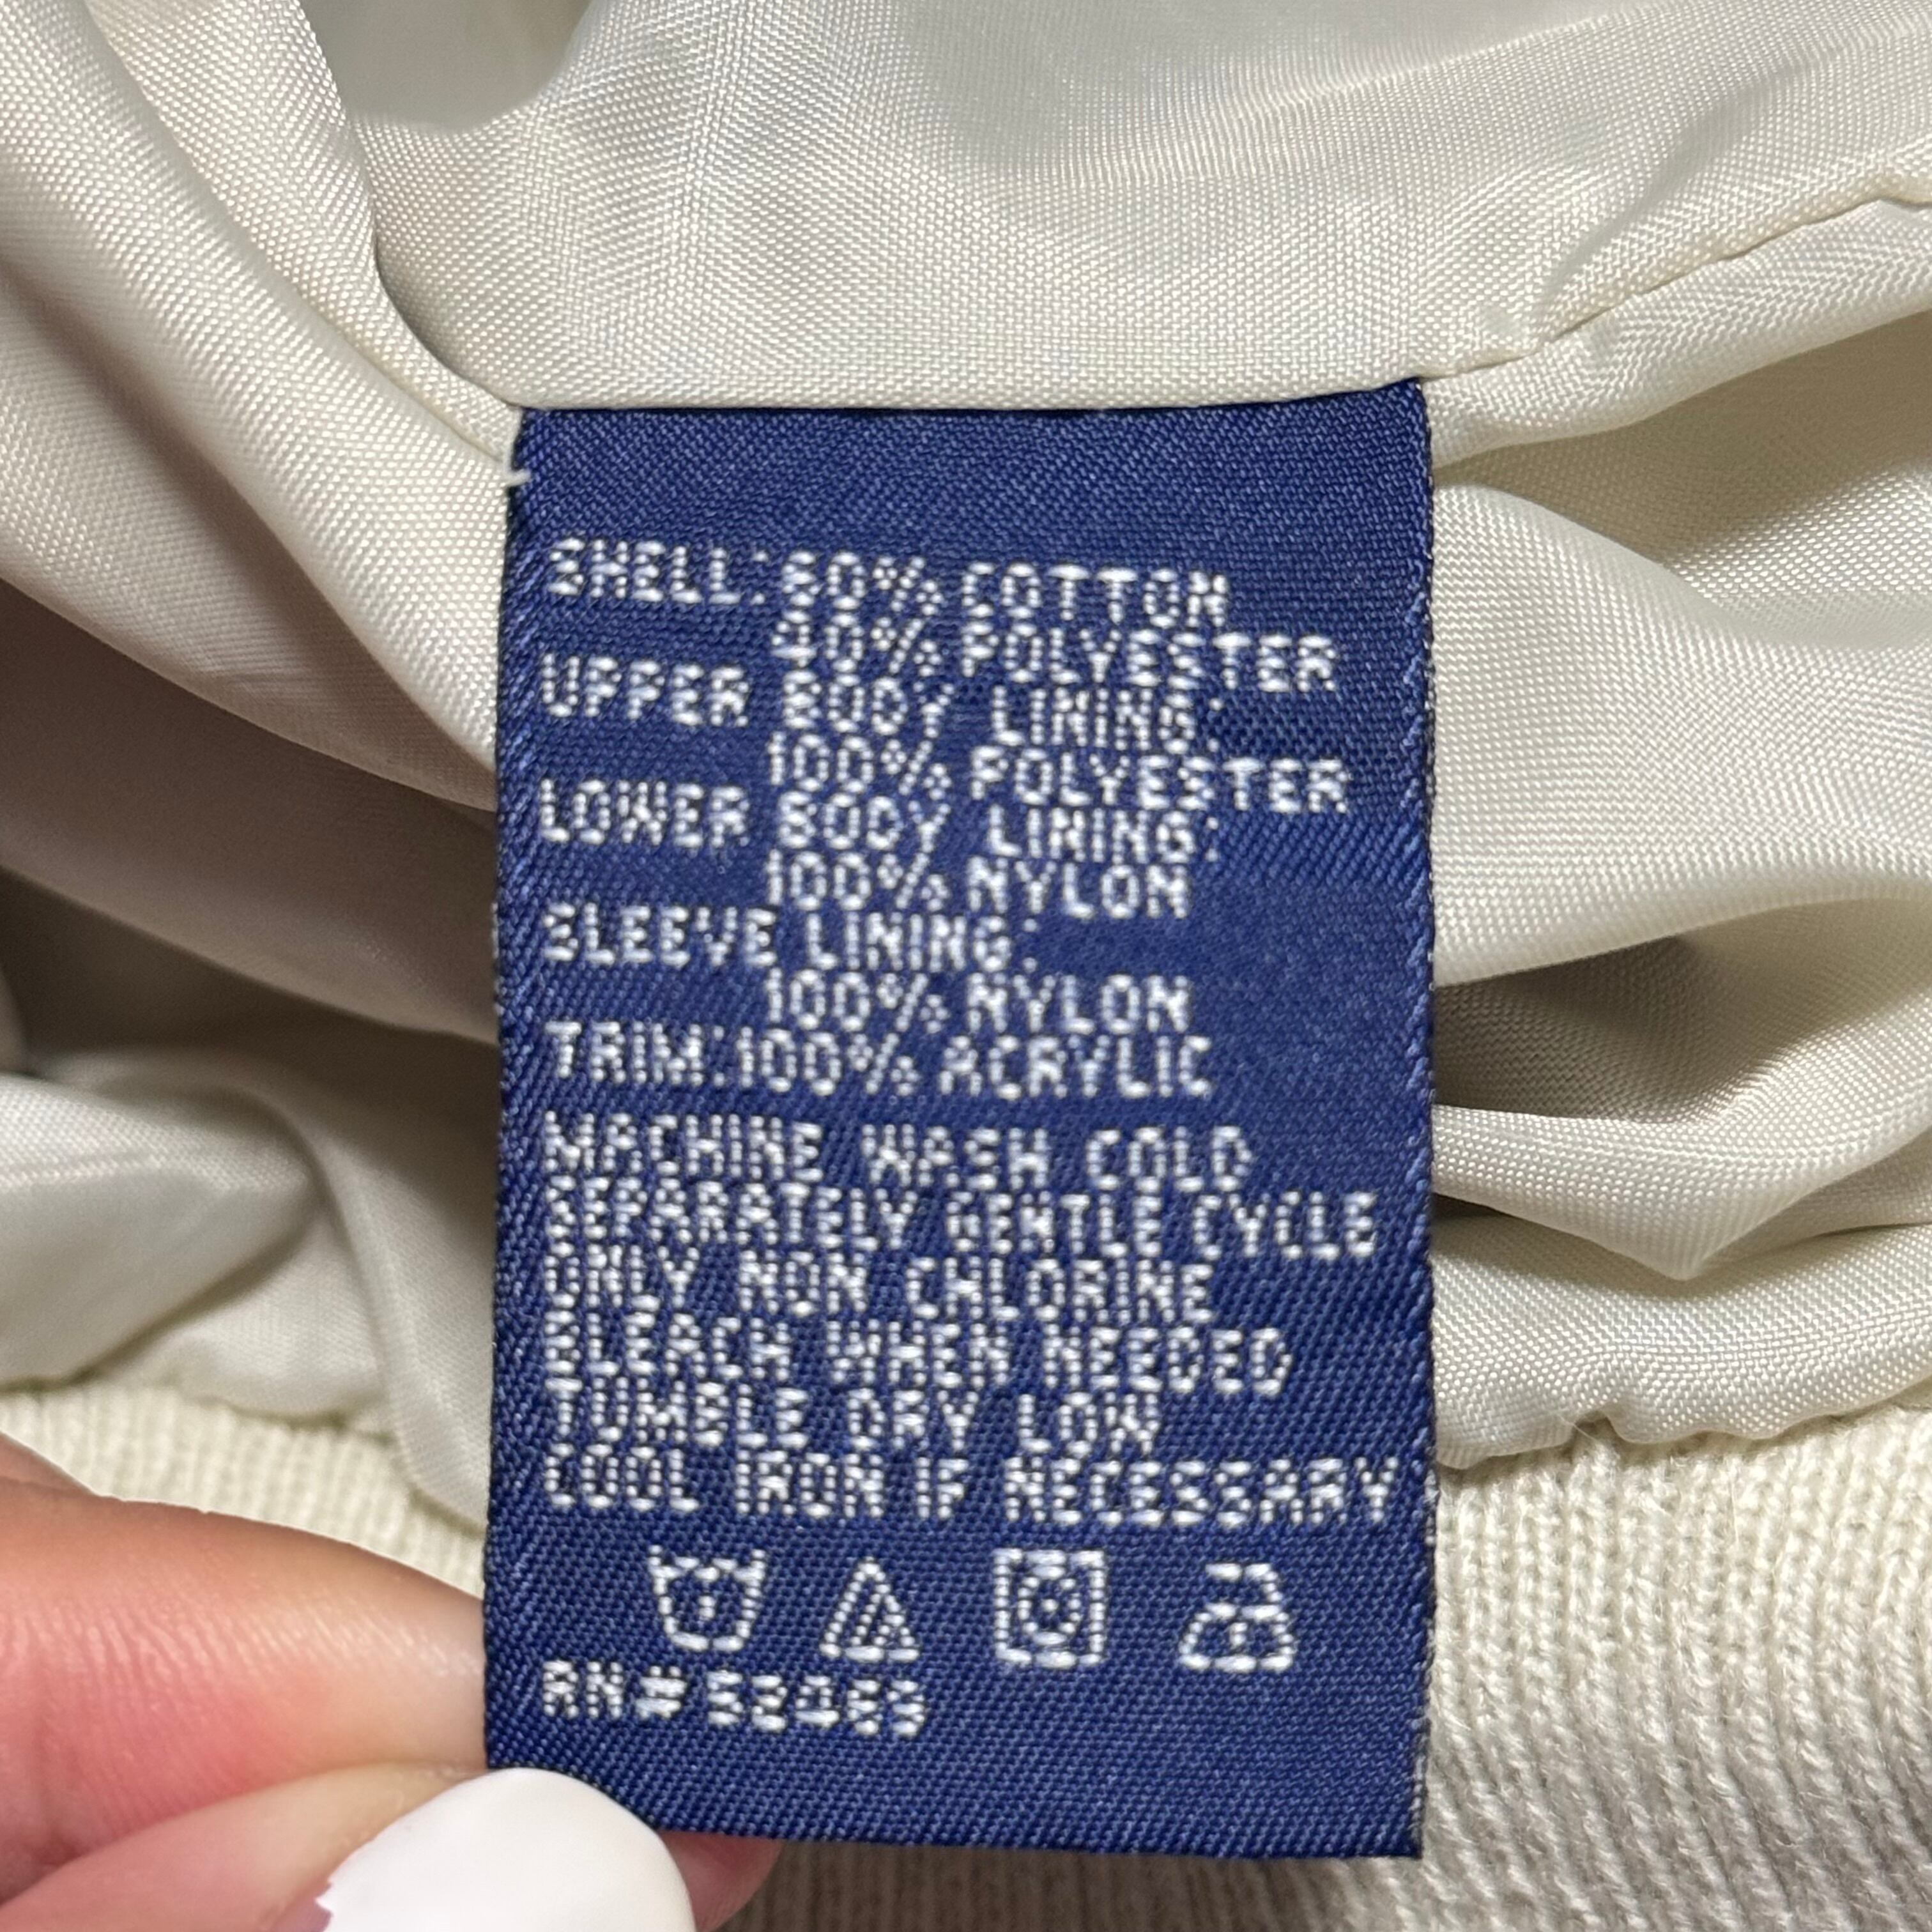 SHELL: 60% COTTON
40% POLYESTER
UPPER BODY LINING:
100% POLYESTER
LOWER BODY LINING:
100% NYLON
SLEEVE LINING:
100% NYLON
TRIM: 100% ACRYLIC
MACHINE WASH COLD
SEPARATELY GENTLE CYCLE
ONLY NON CHLORINE
BLEACH WHEN NEEDED
TUMBLE DRY LOW
COOL IRON IF NECESSARY
RN#52469